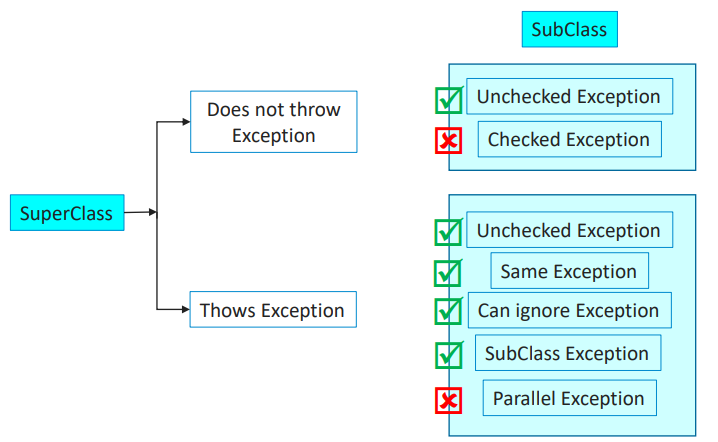 SubClass
Unchecked Exception
Does not throw
Exception
Checked Exception
SuperClass
Unchecked Exception
Same Exception
Thows Exception
Can ignore Exception
SubClass Exception
Parallel Exception